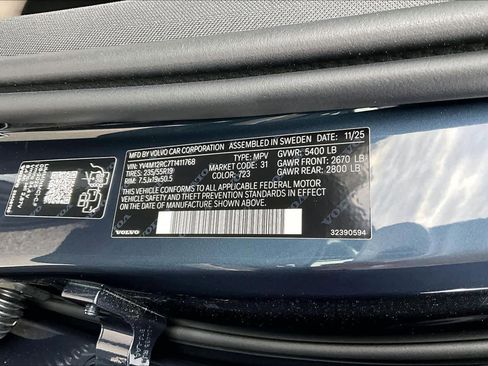 MFD BY VOLVO CAR CORPORATION ASSEMBLED IN SWEDEN 11/25
VIN: YV4M12RC7T1411768 TYPE: MPV GVWR: 5400 LB
TIRES: 235/55R19 MARKET CODE: 31 GAWR FRONT: 2670 LB
RIM: 7.5Jx19x50.5 COLOR: 723 GAWR REAR: 2800 LB
THIS VEHICLE CONFORMS TO ALL APPLICABLE FEDERAL MOTOR
VEHICLE SAFETY AND THEFT PREVENTION STANDARDS IN EFFECT
ON THE DATE OF MANUFACTURE SHOWN ABOVE
VOLVO 32390594